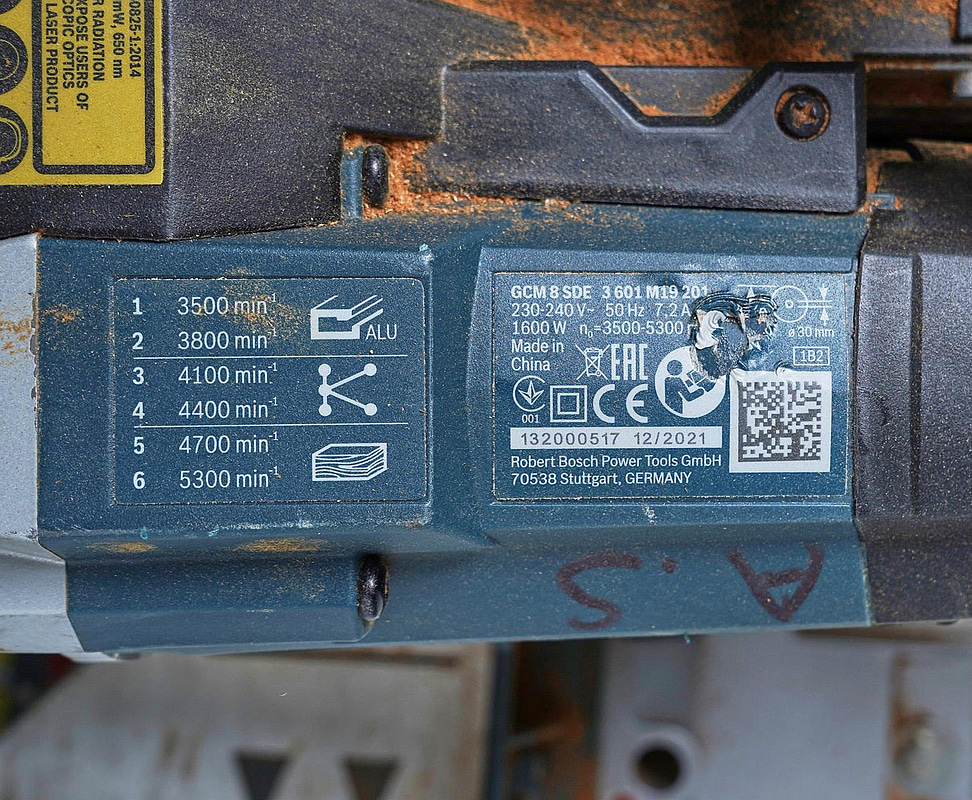 0825-1:2014
mW, 650 nm
R RADIATION
XPOSE USERS OF
COPIC OPTICS
LASER PRODUCT
1 3500 min⁻¹
2 3800 min⁻¹
ALU
3 4100 min⁻¹
4 4400 min⁻¹
5 4700 min⁻¹
6 5300 min⁻¹
GCM 8 SDE 3 601 M19 201
230-240 V~ 50 Hz 7,2 A
1600 W n₀=3500-5300
ø 30 mm
Made in
China
EAC
1B2
001
CE
132000517 12/2021
Robert Bosch Power Tools GmbH
70538 Stuttgart, GERMANY
A.S